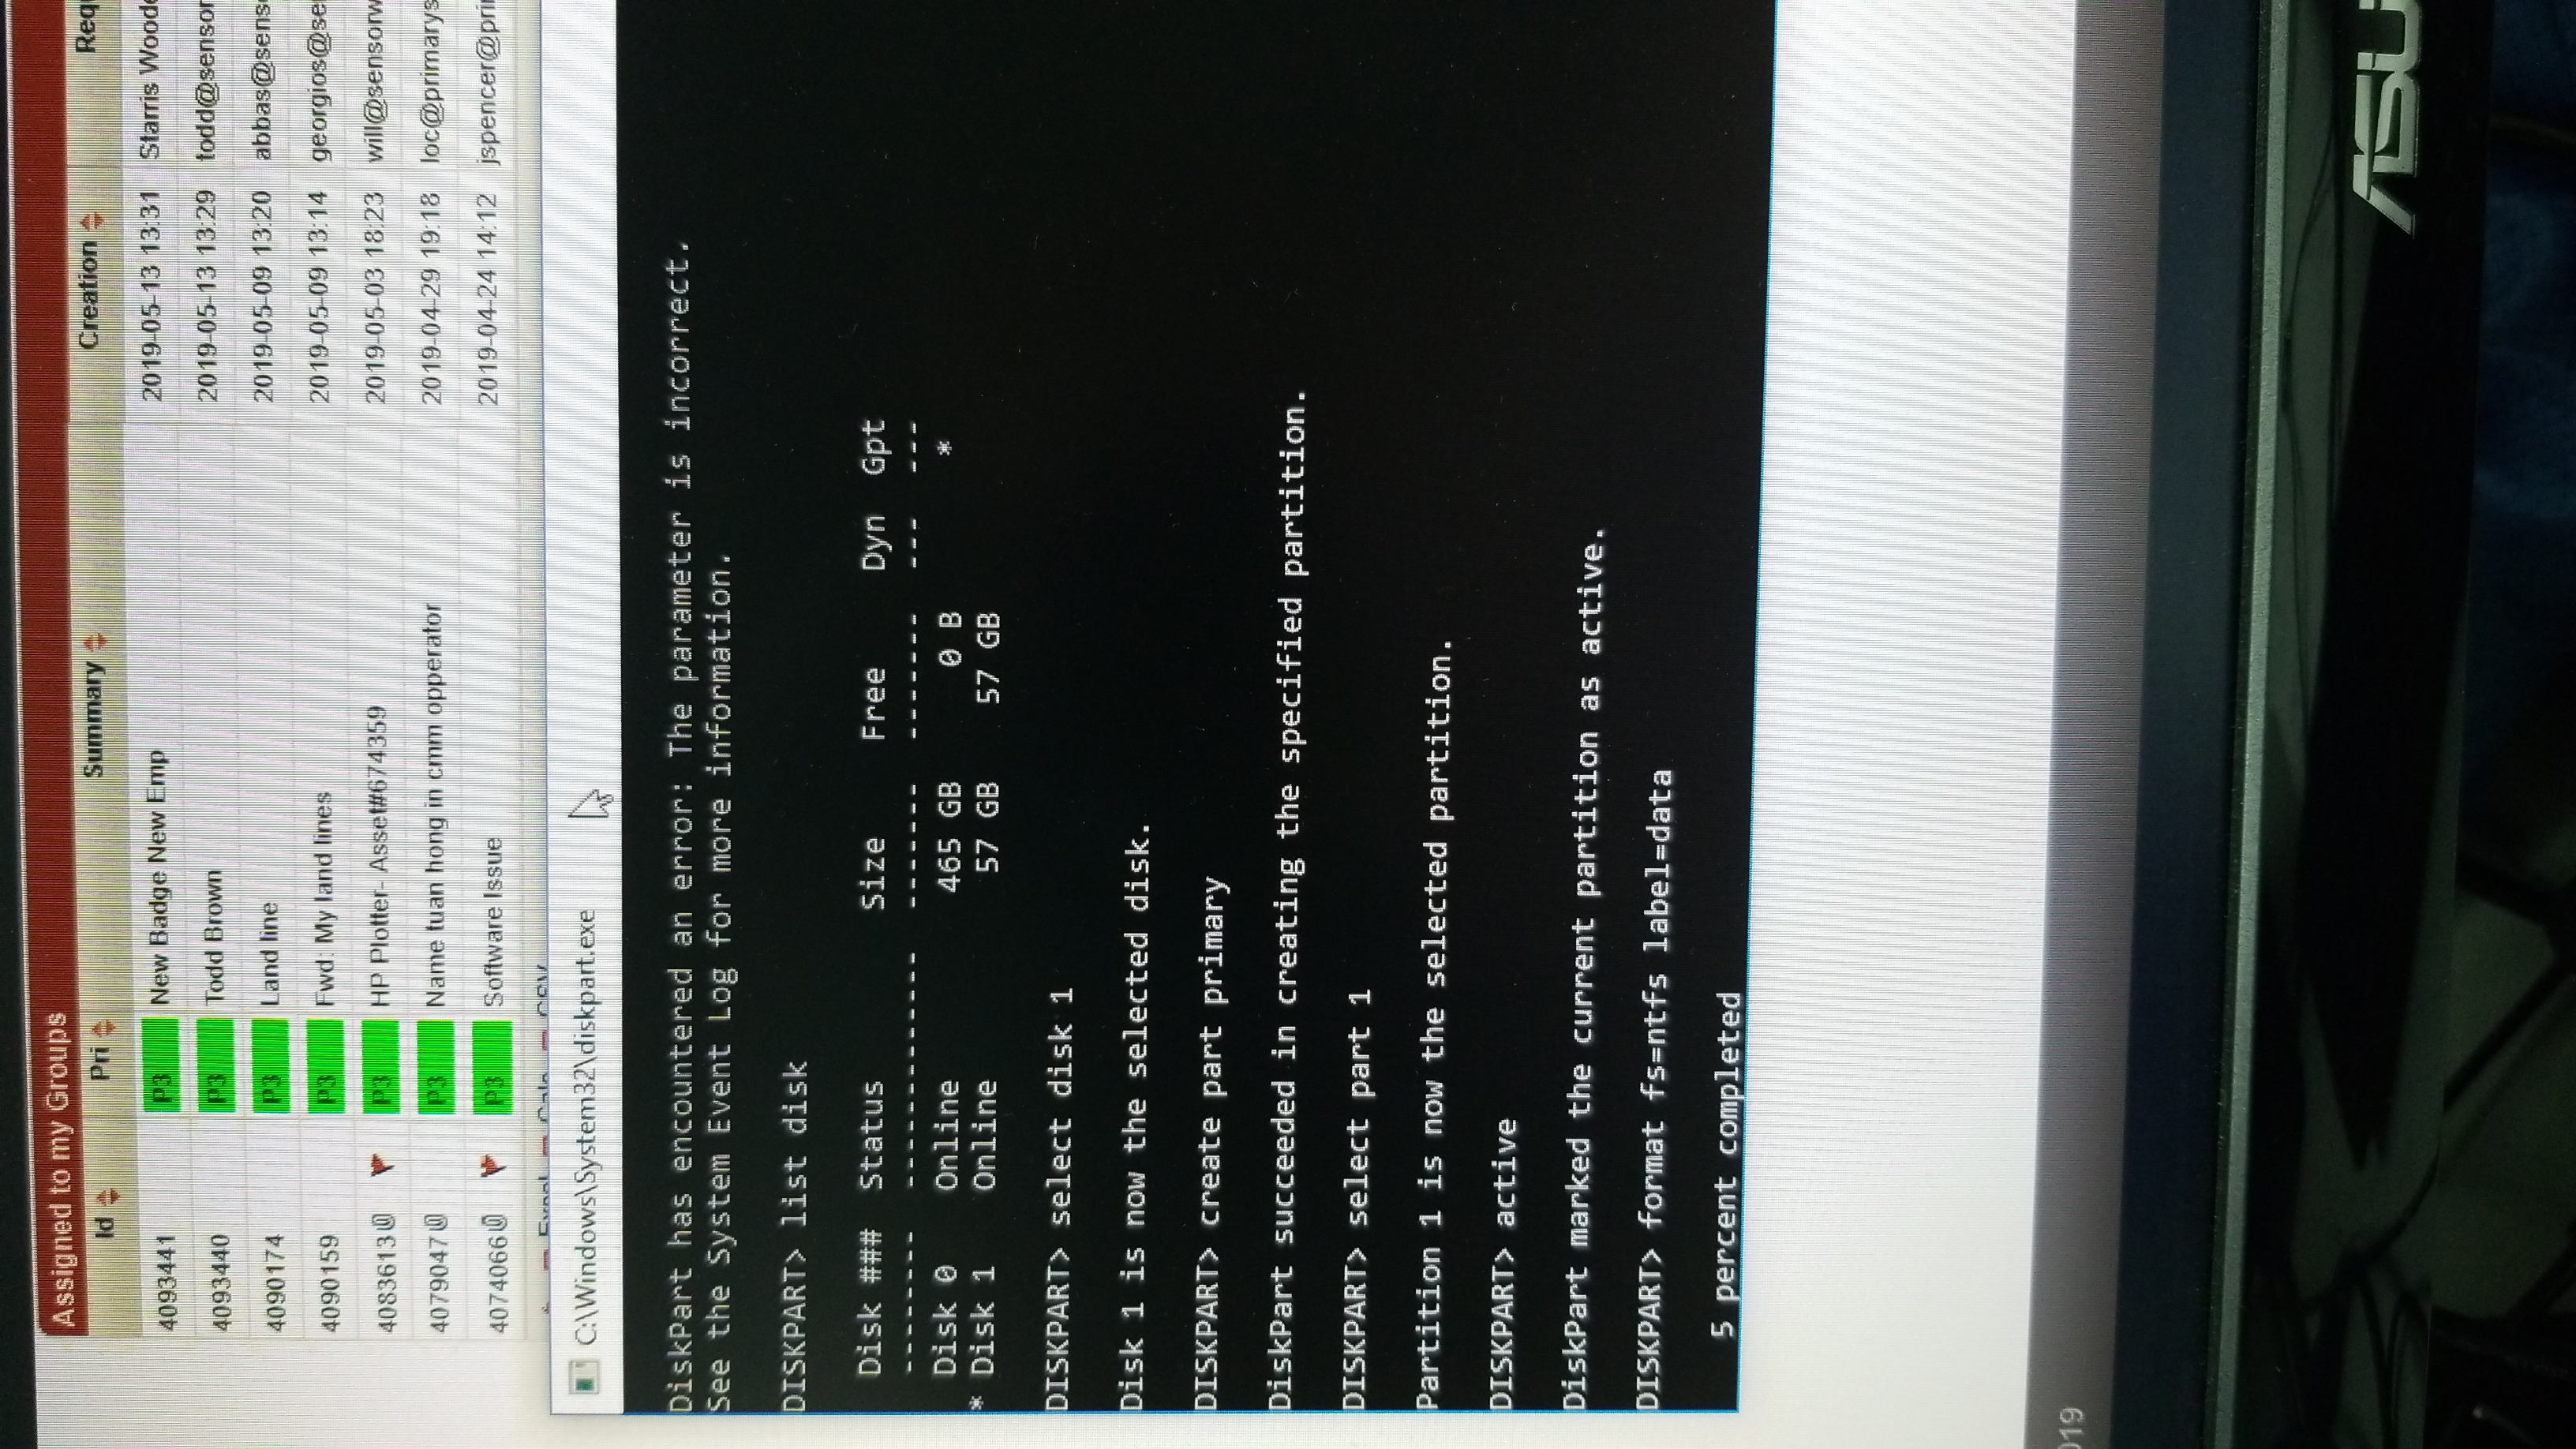 Assigned to my Groups
Id Pri Summary Creation Req
4093441 P3 New Badge New Emp 2019-05-13 13:31 Starris Woode
4093440 P3 Todd Brown 2019-05-13 13:29 todd@sensor
4090174 P3 Land line 2019-05-09 13:20 abbas@sens
4090159 P3 Fwd: My land lines 2019-05-09 13:14 georgios@se
4083613 P3 HP Plotter- Asset#674359 2019-05-03 18:23 will@sensorw
4079047 P3 Name tuan hong in cmm opperator 2019-04-29 19:18 loc@primarys
4074066 P3 Software Issue 2019-04-24 14:12 jspencer@pri
CSV
C:\Windows\System32\diskpart.exe
DiskPart has encountered an error: The parameter is incorrect.
See the System Event Log for more information.
DISKPART> list disk
Disk ### Status Size Free Dyn Gpt
-------- ------------- ------- ------- --- ---
Disk 0 Online 465 GB 0 B *
* Disk 1 Online 57 GB 57 GB
DISKPART> select disk 1
Disk 1 is now the selected disk.
DISKPART> create part primary
DiskPart succeeded in creating the specified partition.
DISKPART> select part 1
Partition 1 is now the selected partition.
DISKPART> active
DiskPart marked the current partition as active.
DISKPART> format fs=ntfs label=data
5 percent completed
019
ASU